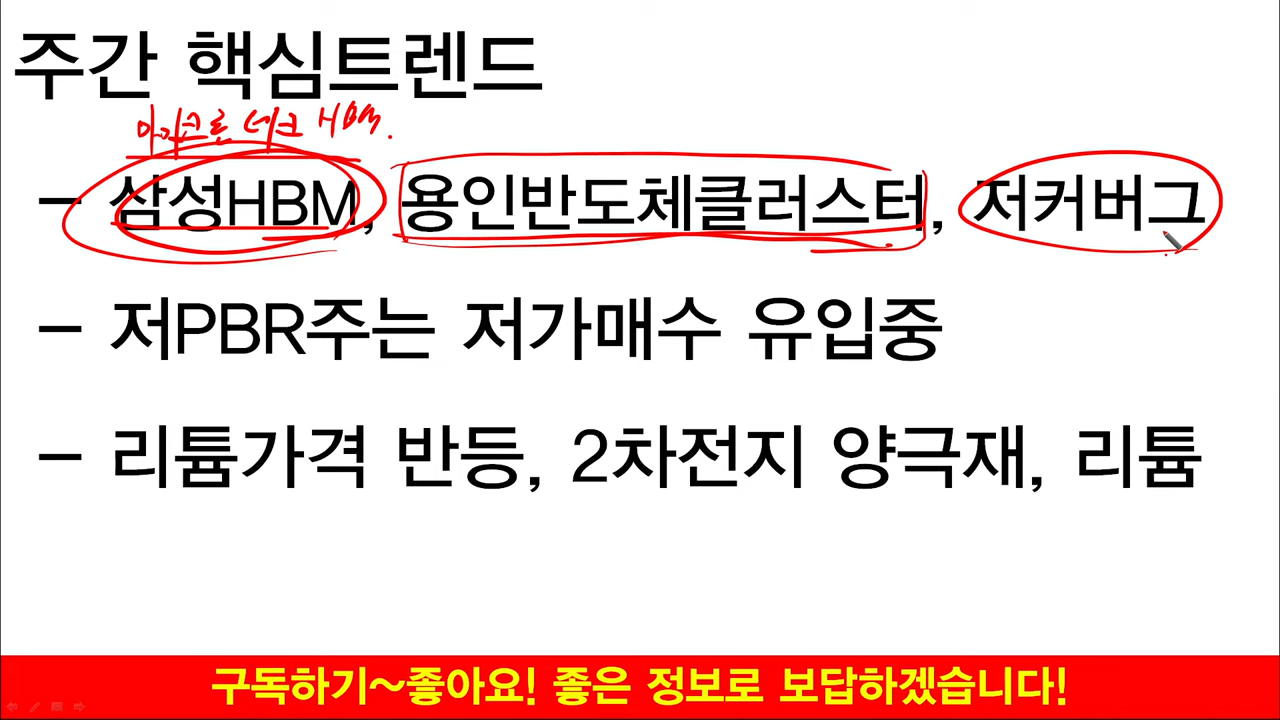 주간 핵심트렌드
마이크로 테크 HBM.
- 삼성HBM, 용인반도체클러스터, 저커버그
- 저PBR주는 저가매수 유입중
- 리튬가격 반등, 2차전지 양극재, 리튬
구독하기~좋아요! 좋은 정보로 보답하겠습니다!